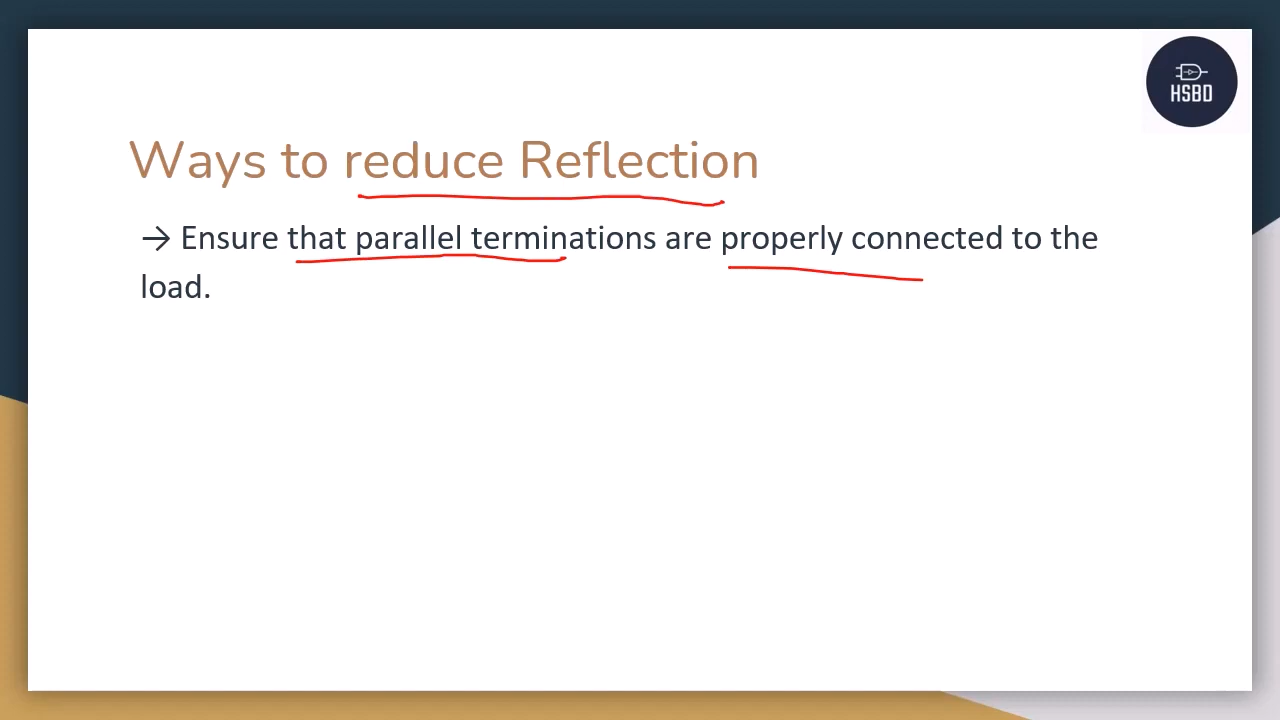 HSBD
Ways to reduce Reflection
→ Ensure that parallel terminations are properly connected to the
load.